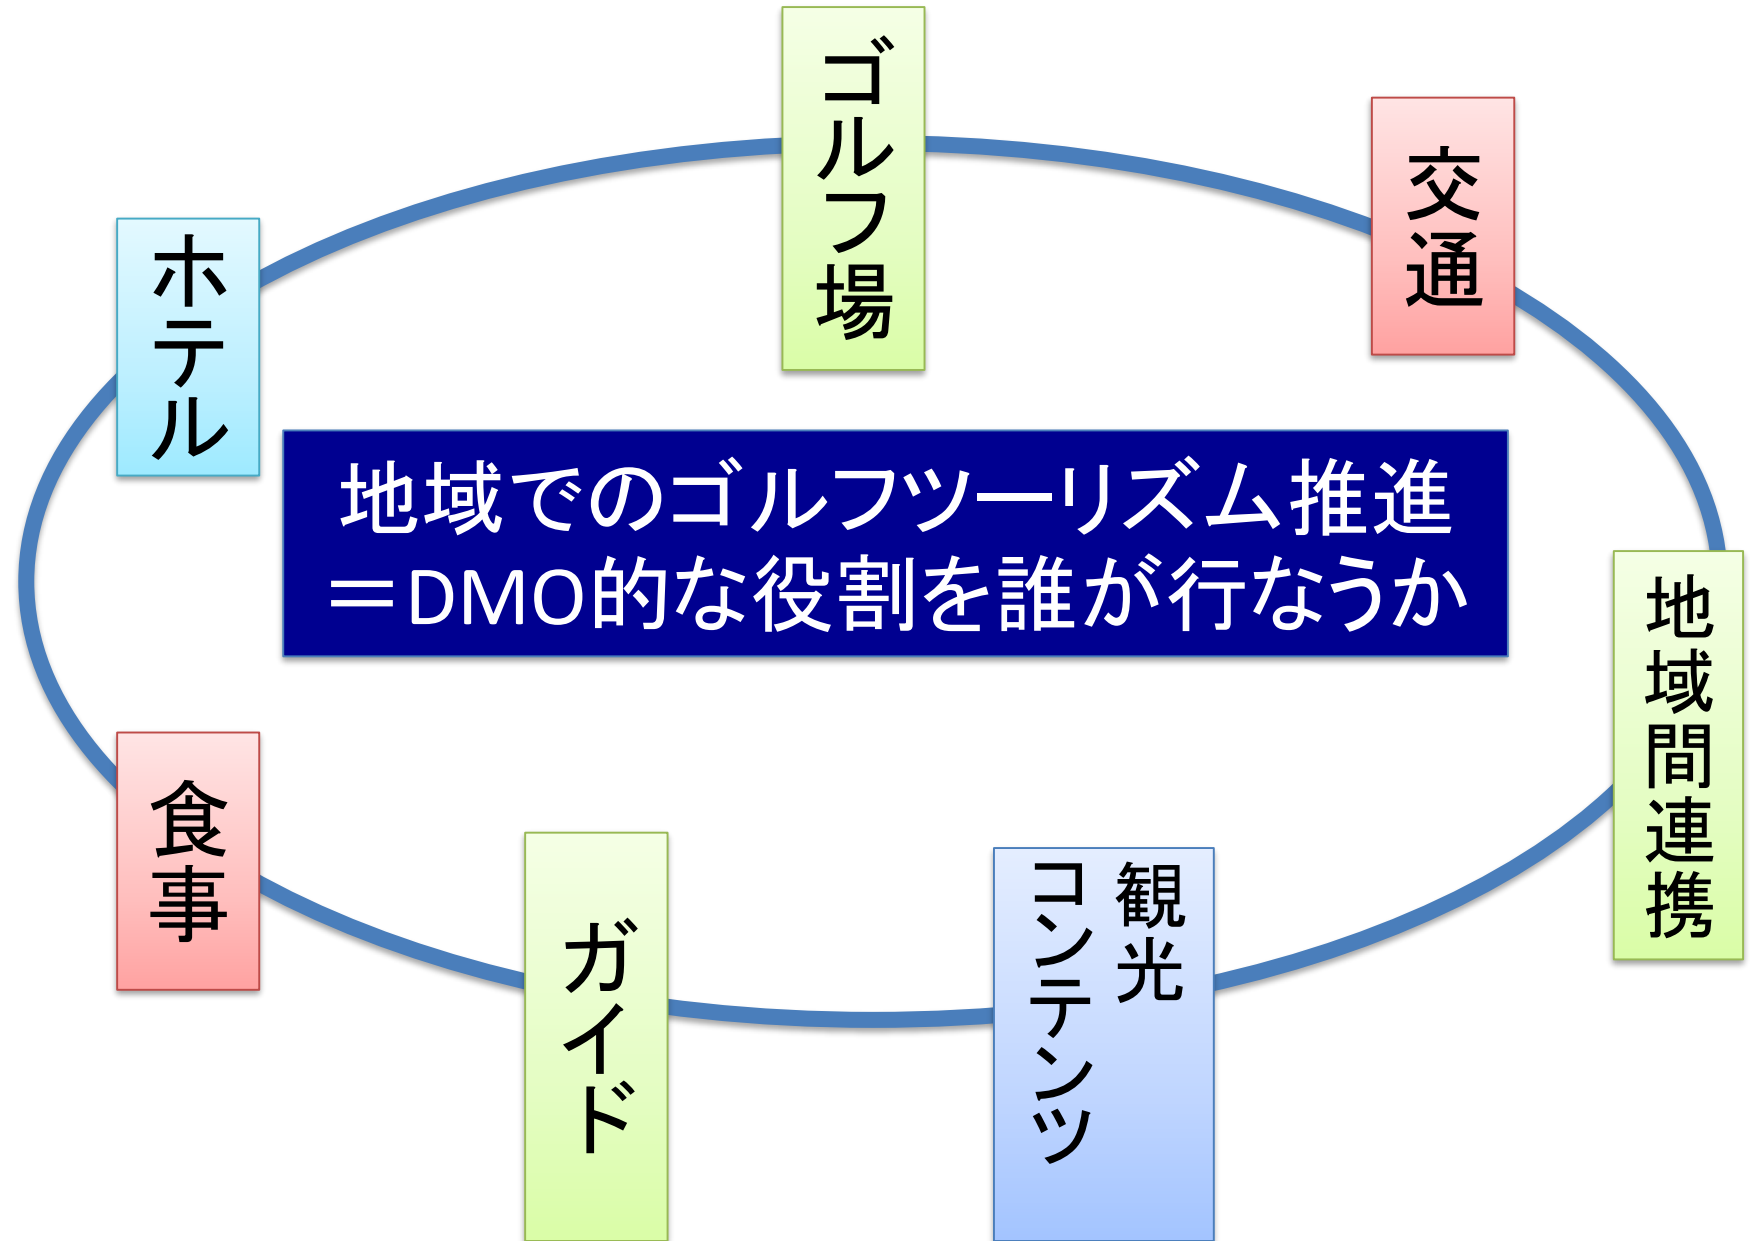 ゴルフ場
交通
ホテル
地域でのゴルフツーリズム推進
＝DMO的な役割を誰が行なうか
地域間連携
食事
ガイド
観光
コンテンツ